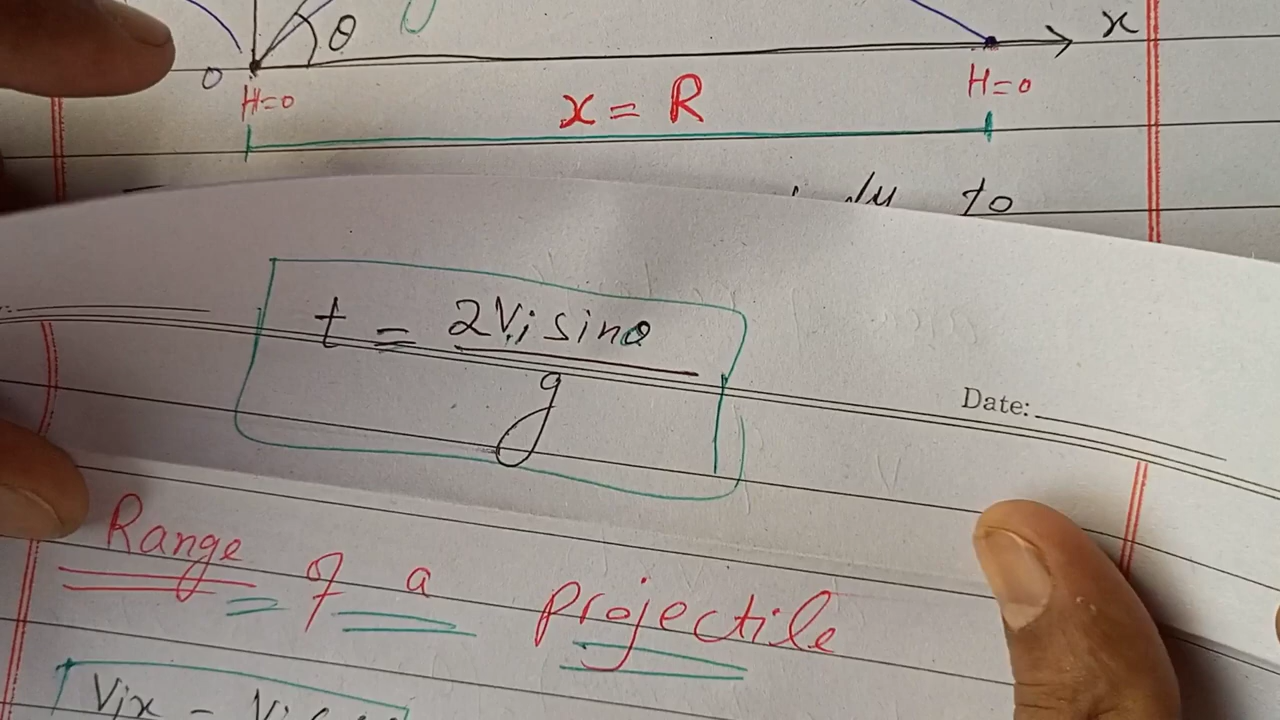 θ
x
0
H=0
x = R
H=0
to
t = 2Vi sinθ
g
Date:
Range of a projectile
Vix =